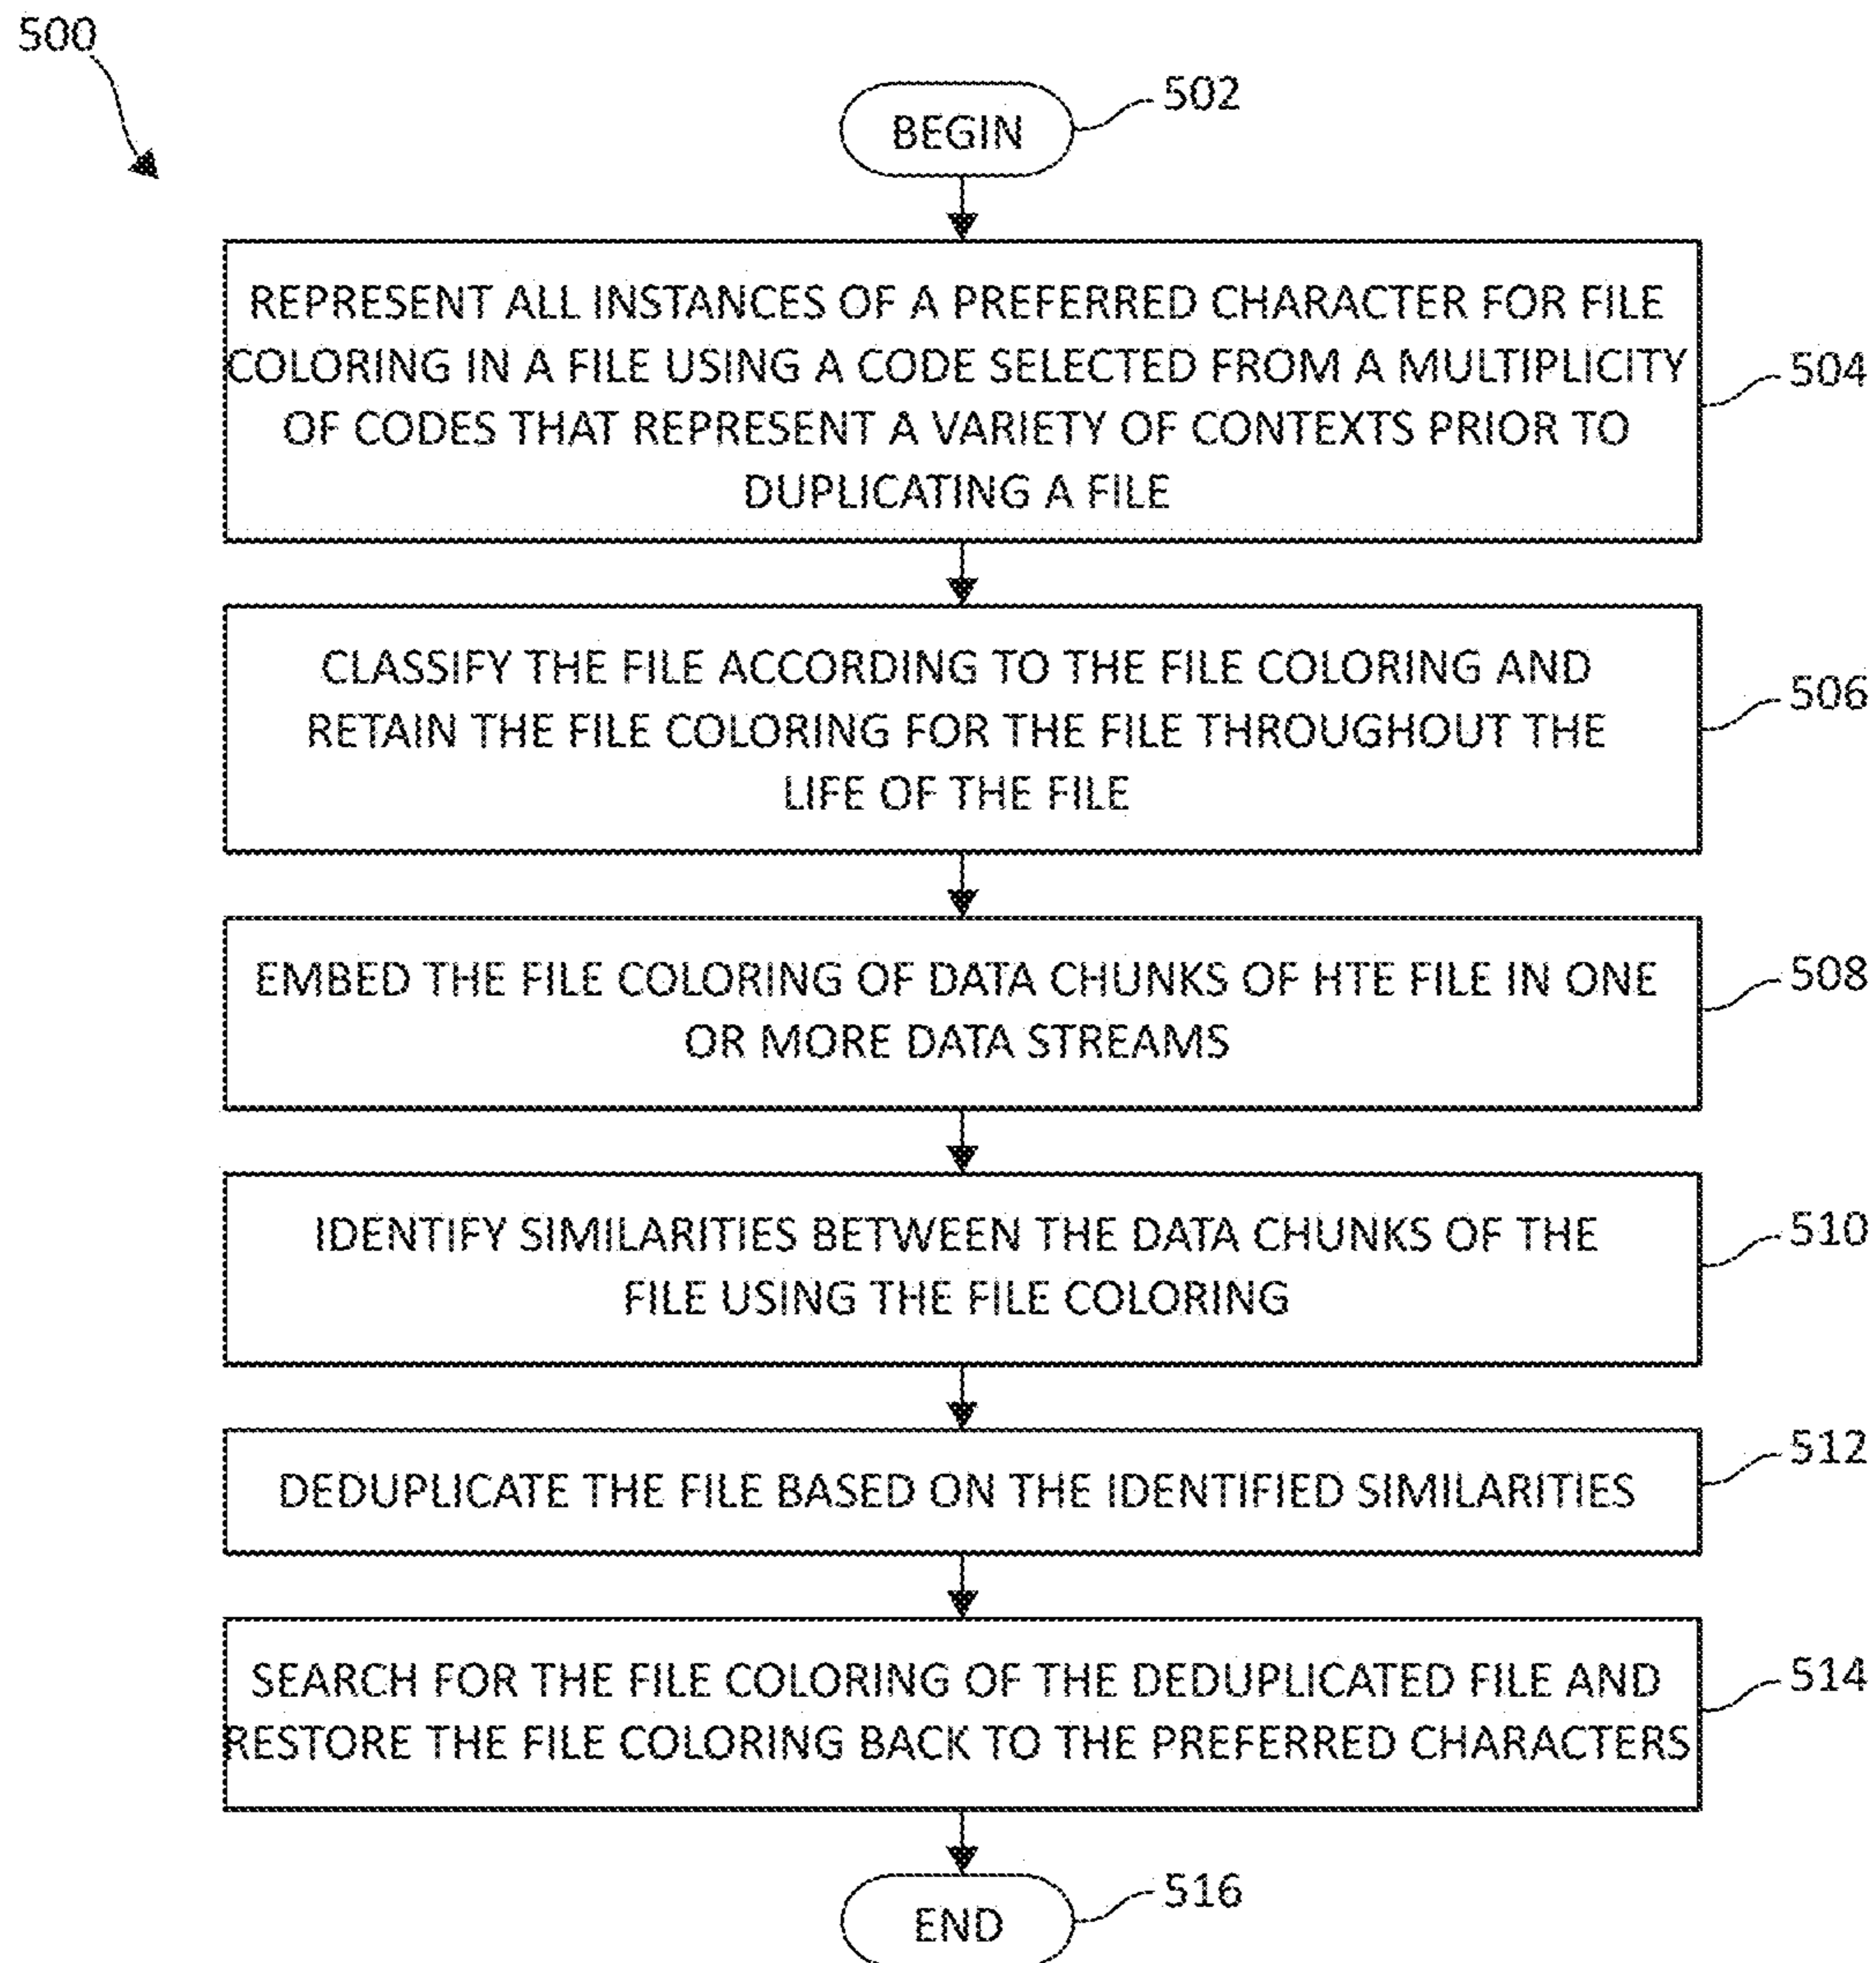 500
BEGIN
502
REPRESENT ALL INSTANCES OF A PREFERRED CHARACTER FOR FILE
COLORING IN A FILE USING A CODE SELECTED FROM A MULTIPLICITY
OF CODES THAT REPRESENT A VARIETY OF CONTEXTS PRIOR TO
DUPLICATING A FILE
504
CLASSIFY THE FILE ACCORDING TO THE FILE COLORING AND
RETAIN THE FILE COLORING FOR THE FILE THROUGHOUT THE
LIFE OF THE FILE
506
EMBED THE FILE COLORING OF DATA CHUNKS OF HTE FILE IN ONE
OR MORE DATA STREAMS
508
IDENTIFY SIMILARITIES BETWEEN THE DATA CHUNKS OF THE
FILE USING THE FILE COLORING
510
DEDUPLICATE THE FILE BASED ON THE IDENTIFIED SIMILARITIES
512
SEARCH FOR THE FILE COLORING OF THE DEDUPLICATED FILE AND
RESTORE THE FILE COLORING BACK TO THE PREFERRED CHARACTERS
514
END
516